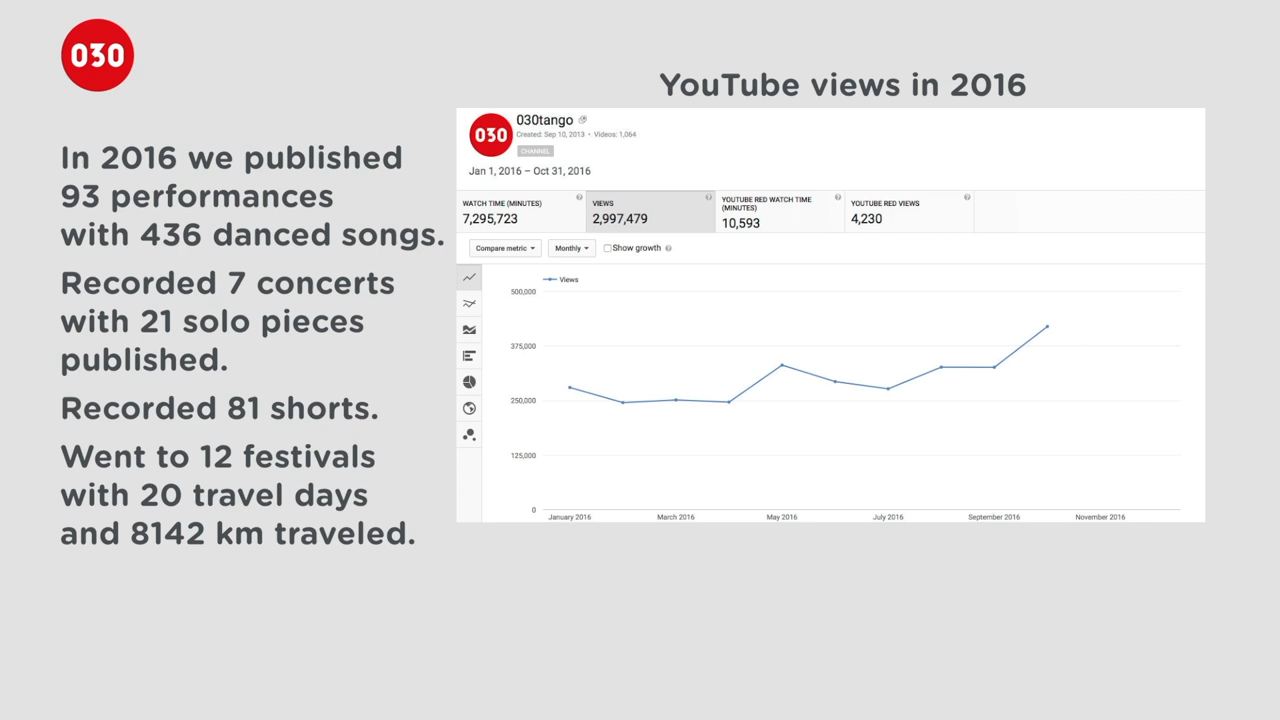 030
YouTube views in 2016
In 2016 we published
93 performances
with 436 danced songs.
Recorded 7 concerts
with 21 solo pieces
published.
Recorded 81 shorts.
Went to 12 festivals
with 20 travel days
and 8142 km traveled.
030
030tango
Created: Sep 10, 2013 • Videos: 1,064
CHANNEL
Jan 1, 2016 – Oct 31, 2016
WATCH TIME (MINUTES) ?
7,295,723
VIEWS ?
2,997,479
YOUTUBE RED WATCH TIME ?
(MINUTES)
10,593
YOUTUBE RED VIEWS ?
4,230
Compare metric Monthly Show growth ?
Views
500,000
375,000
250,000
125,000
0
January 2016 March 2016 May 2016 July 2016 September 2016 November 2016